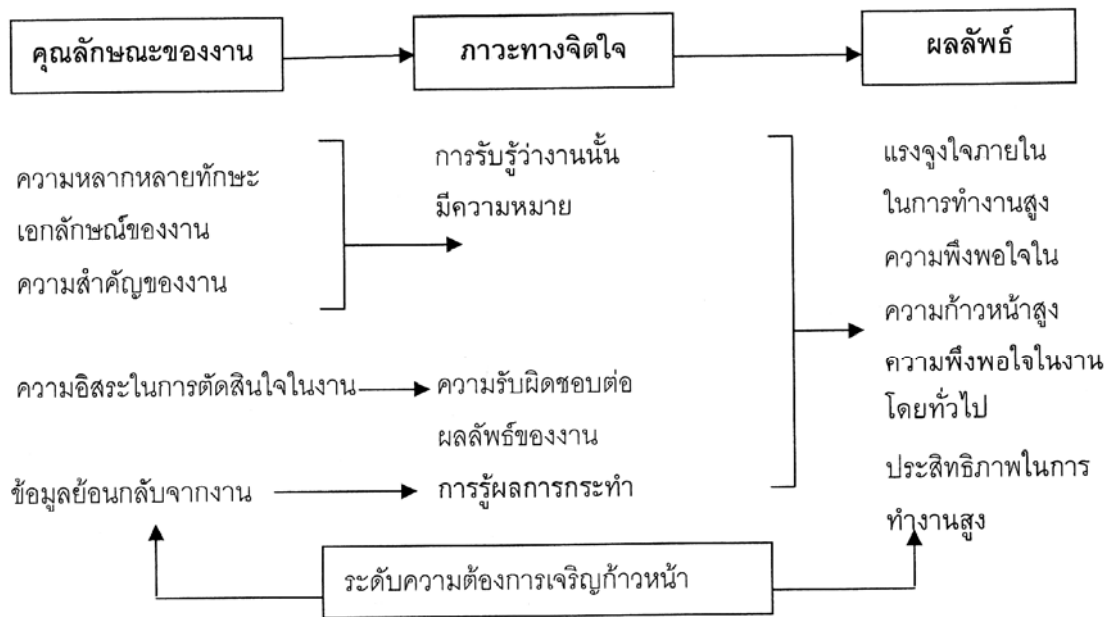 คุณลักษณะของงาน
ภาวะทางจิตใจ
ผลลัพธ์
ความหลากหลายทักษะ
เอกลักษณ์ของงาน
ความสำคัญของงาน
การรับรู้ว่างานนั้น
มีความหมาย
ความอิสระในการตัดสินใจในงาน
ความรับผิดชอบต่อ
ผลลัพธ์ของงาน
ข้อมูลย้อนกลับจากงาน
การรู้ผลการกระทำ
แรงจูงใจภายใน
ในการทำงานสูง
ความพึงพอใจใน
ความก้าวหน้าสูง
ความพึงพอใจในงาน
โดยทั่วไป
ประสิทธิภาพในการ
ทำงานสูง
ระดับความต้องการเจริญก้าวหน้า